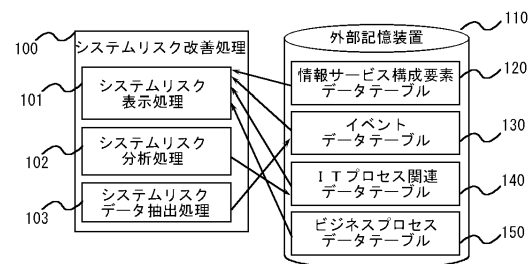 100
システムリスク改善処理
101
システムリスク
表示処理
102
システムリスク
分析処理
103
システムリスク
データ抽出処理
110
外部記憶装置
120
情報サービス構成要素
データテーブル
130
イベント
データテーブル
140
ＩＴプロセス関連
データテーブル
150
ビジネスプロセス
データテーブル